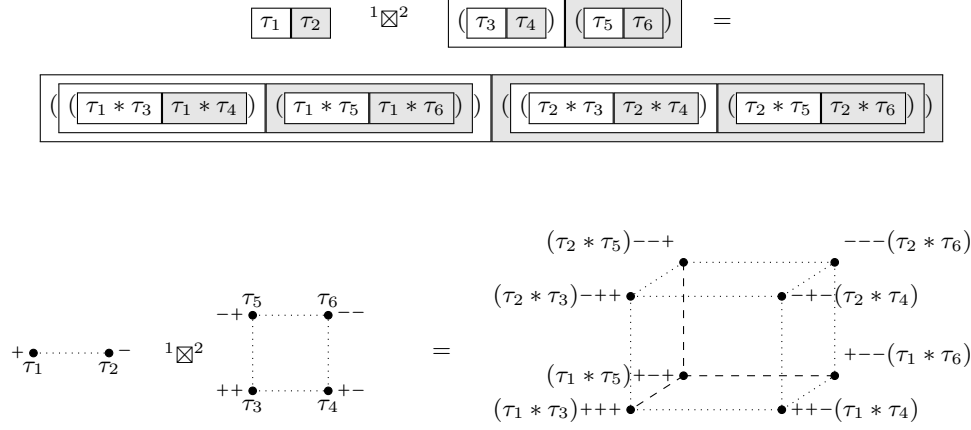 τ₁ τ₂ ¹⊠² (τ₃ τ₄) (τ₅ τ₆) =
((τ₁ ∗ τ₃ τ₁ ∗ τ₄) (τ₁ ∗ τ₅ τ₁ ∗ τ₆)) ((τ₂ ∗ τ₃ τ₂ ∗ τ₄) (τ₂ ∗ τ₅ τ₂ ∗ τ₆))
(τ₂ ∗ τ₅)−−+ −−−(τ₂ ∗ τ₆)
τ₅ τ₆ (τ₂ ∗ τ₃)−++ −+−(τ₂ ∗ τ₄)
−+ −−
+ − ¹⊠² = +−−(τ₁ ∗ τ₆)
τ₁ τ₂ (τ₁ ∗ τ₅)+−+
++ +− (τ₁ ∗ τ₃)+++ ++−(τ₁ ∗ τ₄)
τ₃ τ₄